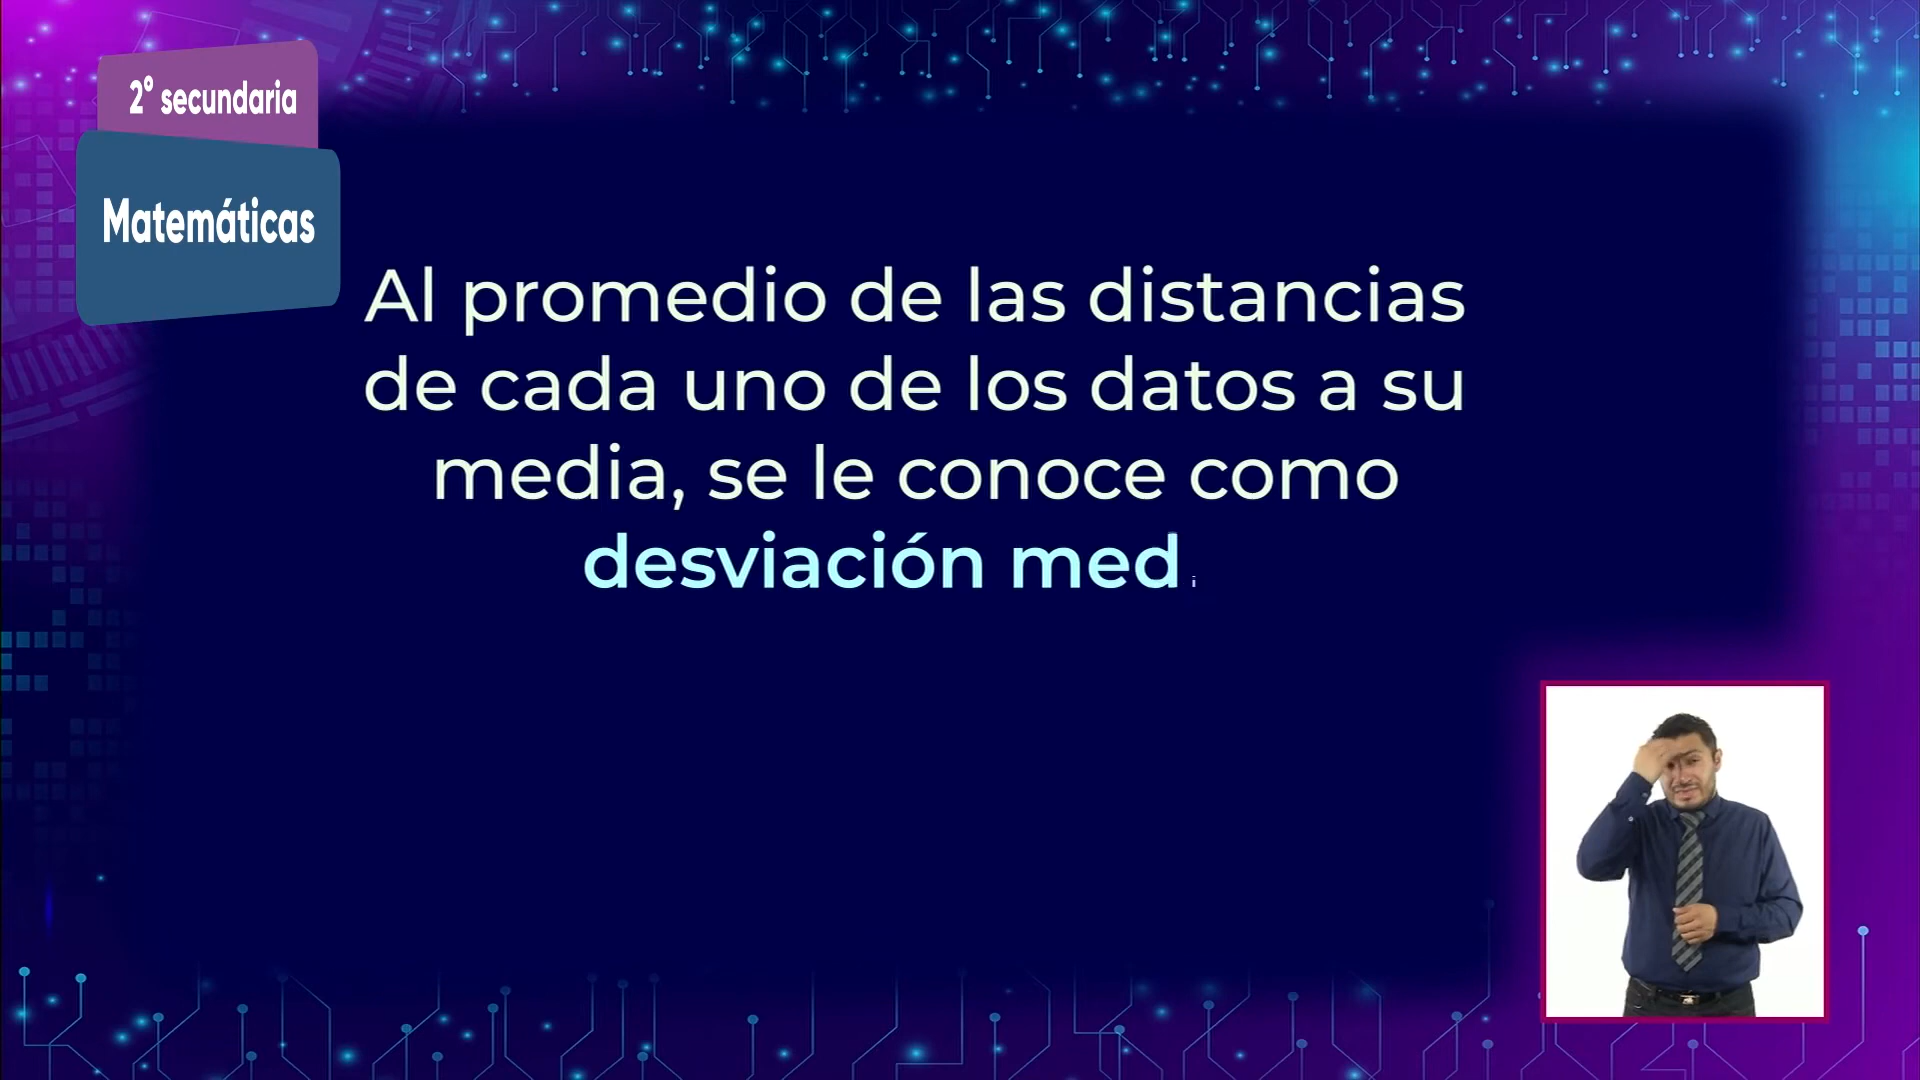 2° secundaria
Matemáticas
Al promedio de las distancias
de cada uno de los datos a su
media, se le conoce como
desviación medi